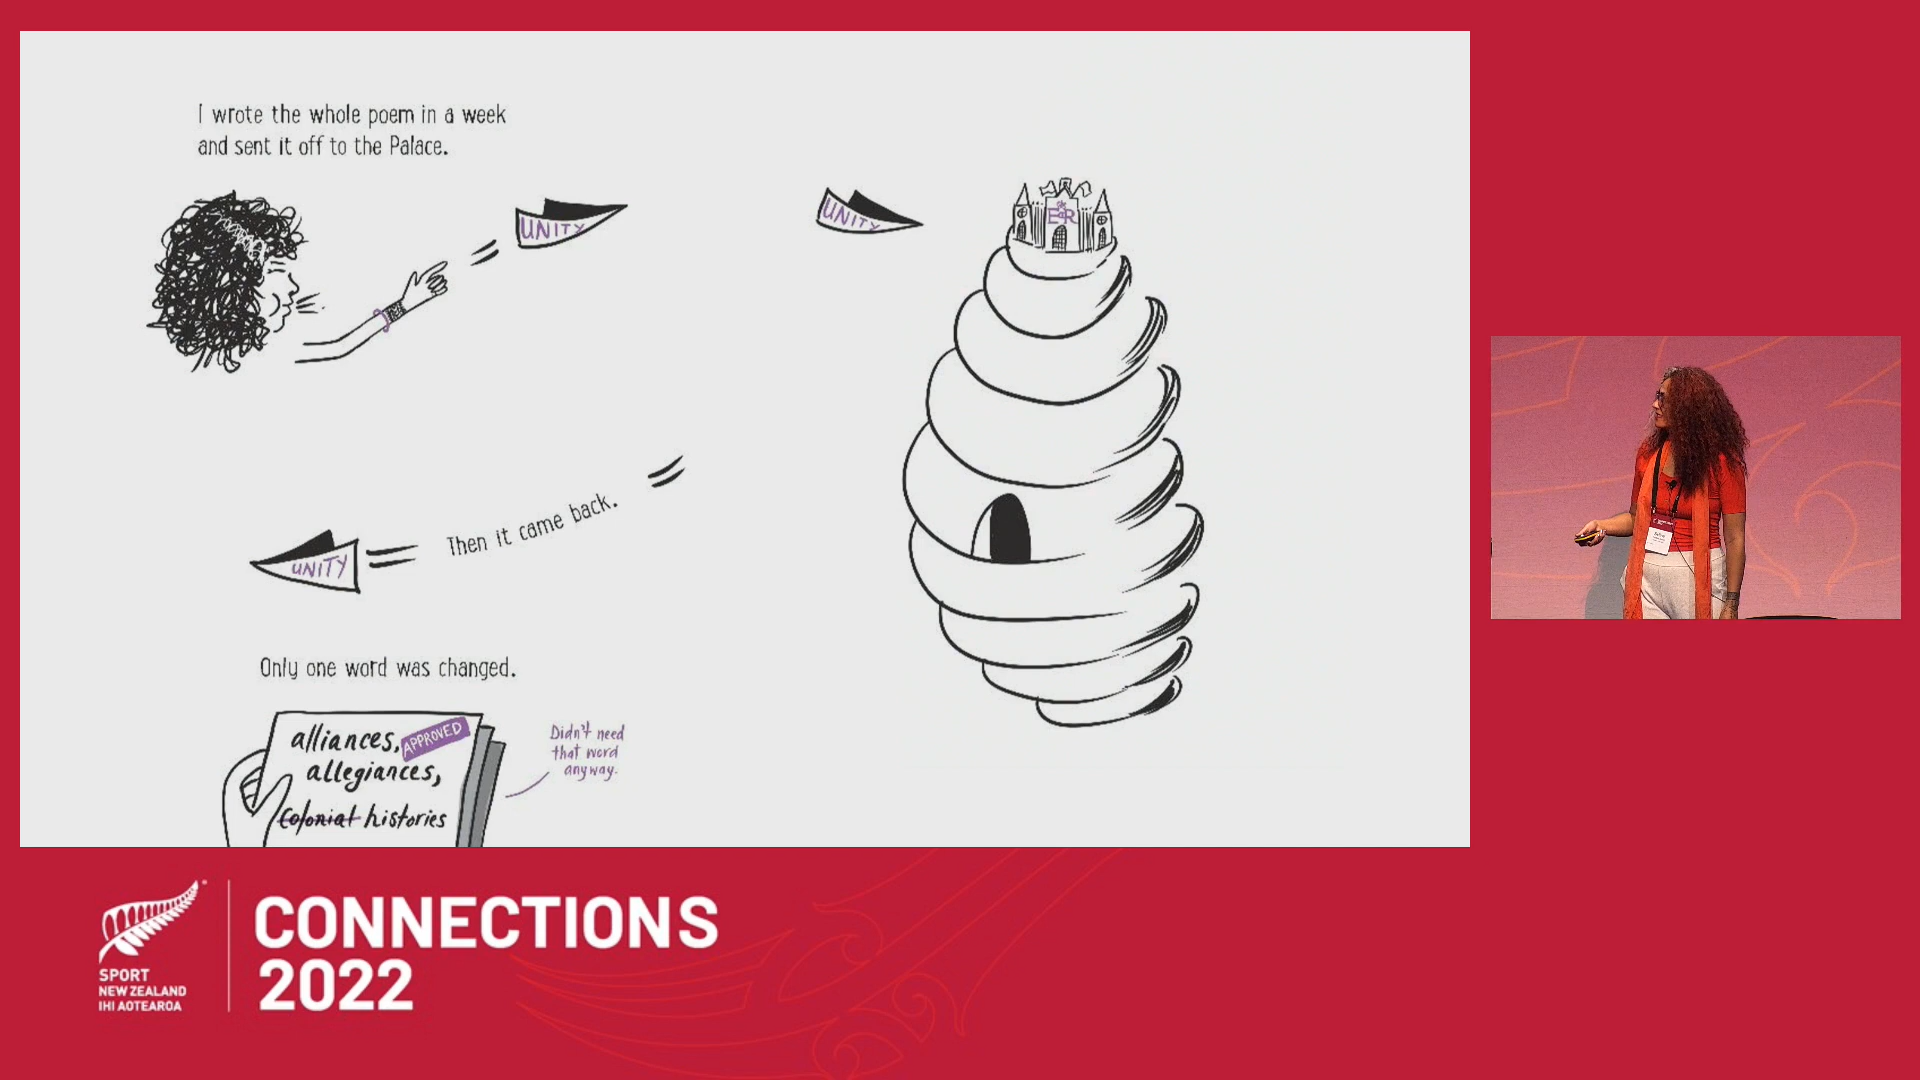 I wrote the whole poem in a week
and sent it off to the Palace.
UNITY
UNITY
ER
Then it came back.
UNITY
Only one word was changed.
alliances, APPROVED
allegiances,
colonial histories
Didn't need
that word
anyway.
SPORT
NEW ZEALAND
IHI AOTEAROA
CONNECTIONS
2022